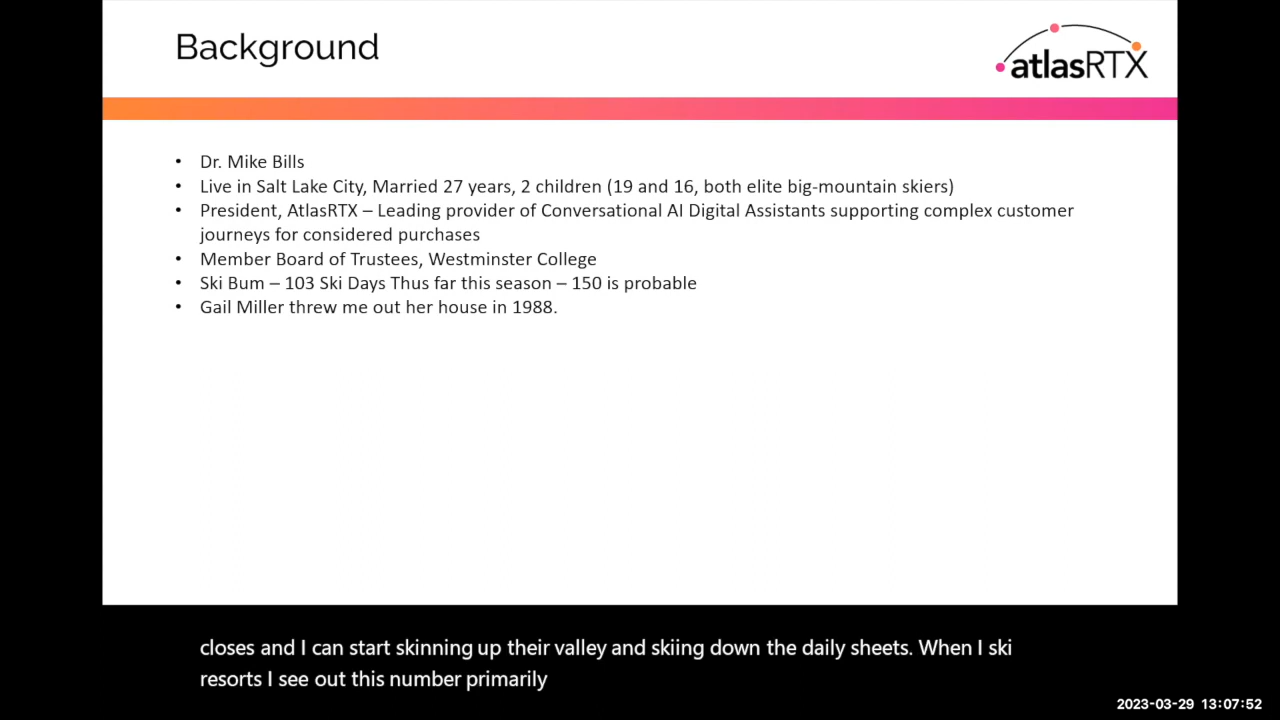 Background
atlasRTX
• Dr. Mike Bills
• Live in Salt Lake City, Married 27 years, 2 children (19 and 16, both elite big-mountain skiers)
• President, AtlasRTX – Leading provider of Conversational AI Digital Assistants supporting complex customer
journeys for considered purchases
• Member Board of Trustees, Westminster College
• Ski Bum – 103 Ski Days Thus far this season – 150 is probable
• Gail Miller threw me out her house in 1988.
closes and I can start skinning up their valley and skiing down the daily sheets. When I ski
resorts I see out this number primarily
2023-03-29 13:07:52